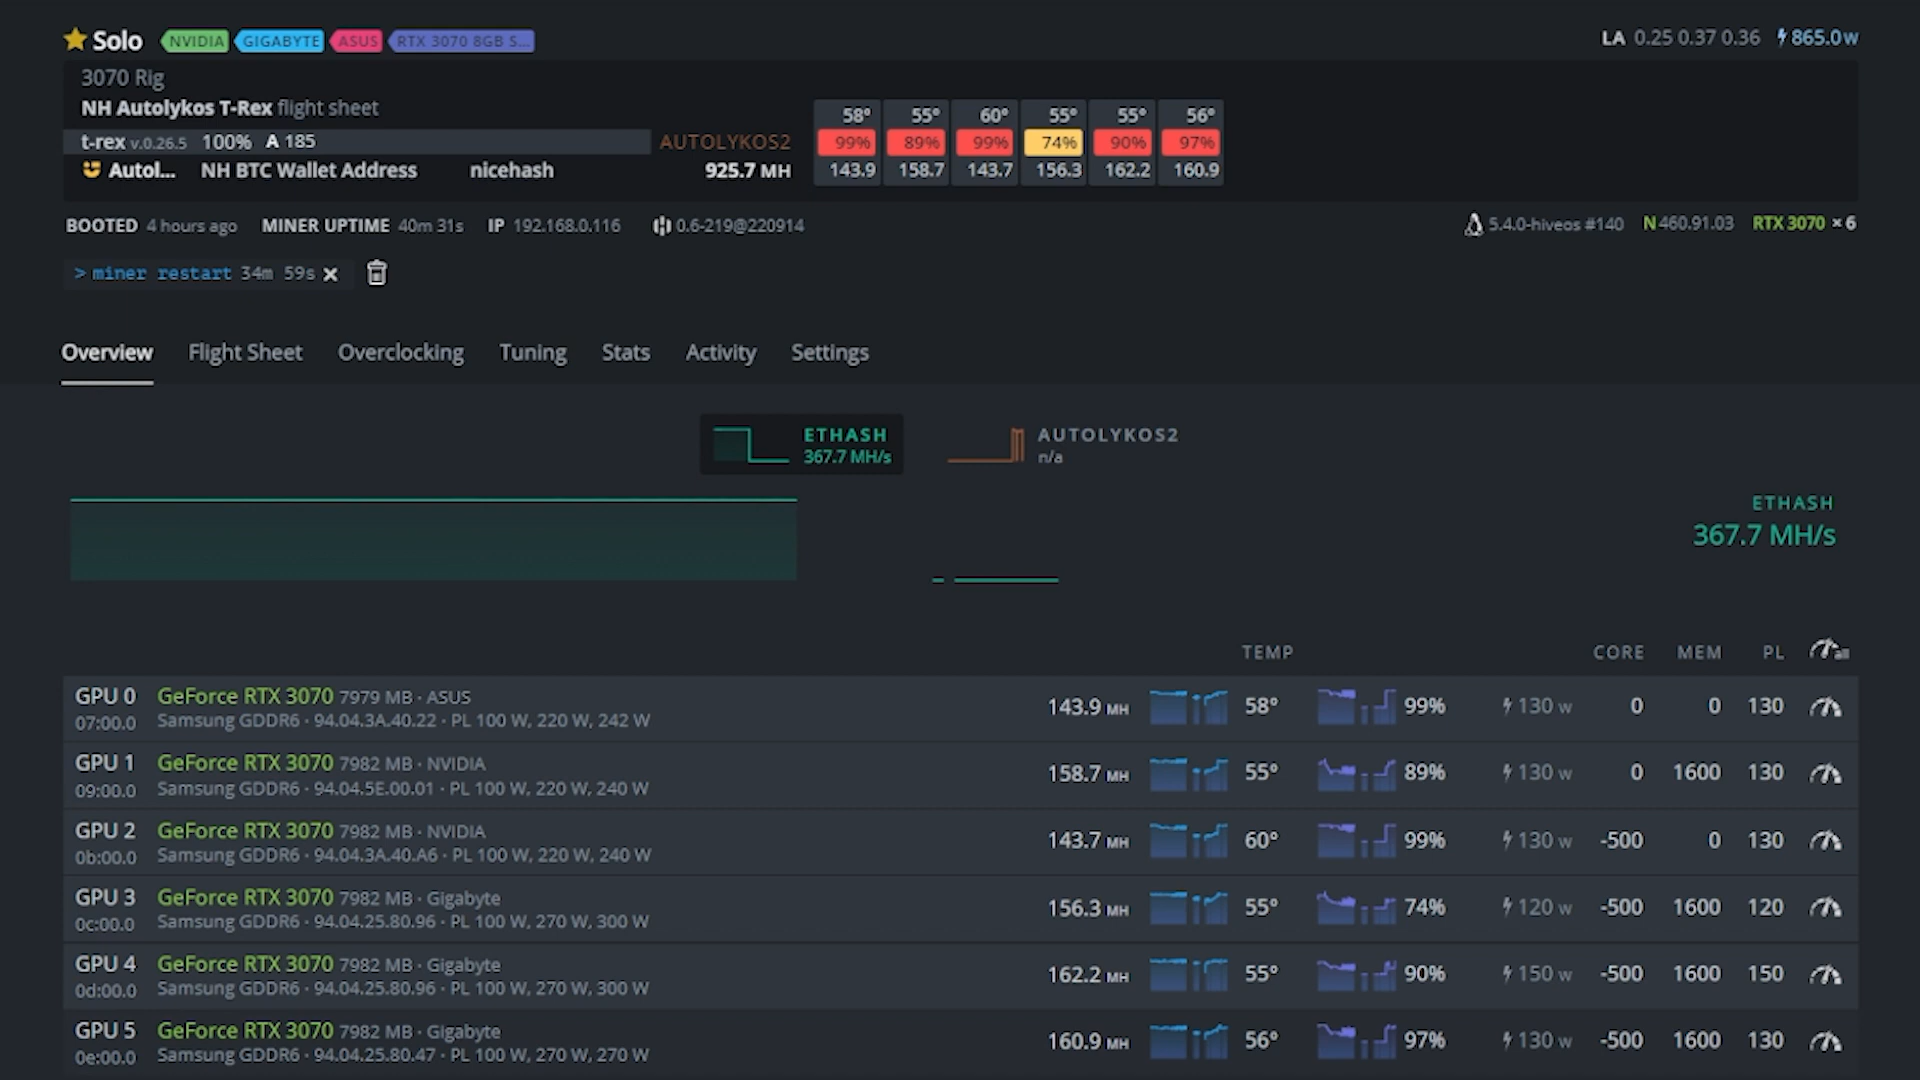 Solo NVIDIA GIGABYTE ASUS RTX 3070 8GB S... LA 0.25 0.37 0.36 865.0 W
3070 Rig
NH Autolykos T-Rex flight sheet
t-rex v.0.26.5 100% A 185 AUTOLYKOS2
Autol... NH BTC Wallet Address nicehash 925.7 MH
58° 55° 60° 55° 55° 56°
99% 89% 99% 74% 90% 97%
143.9 158.7 143.7 156.3 162.2 160.9
BOOTED 4 hours ago MINER UPTIME 40m 31s IP 192.168.0.116 0.6-219@220914 5.4.0-hiveos #140 N 460.91.03 RTX 3070 × 6
> miner restart 34m 59s ×
Overview Flight Sheet Overclocking Tuning Stats Activity Settings
ETHASH
367.7 MH/s
AUTOLYKOS2
n/a
ETHASH
367.7 MH/s
TEMP CORE MEM PL all
GPU 0 GeForce RTX 3070 7979 MB · ASUS 143.9 MH 58° 99% 130 W 0 0 130
07:00.0 Samsung GDDR6 · 94.04.3A.40.22 · PL 100 W, 220 W, 242 W
GPU 1 GeForce RTX 3070 7982 MB · NVIDIA 158.7 MH 55° 89% 130 W 0 1600 130
09:00.0 Samsung GDDR6 · 94.04.5E.00.01 · PL 100 W, 220 W, 240 W
GPU 2 GeForce RTX 3070 7982 MB · NVIDIA 143.7 MH 60° 99% 130 W -500 0 130
0b:00.0 Samsung GDDR6 · 94.04.3A.40.A6 · PL 100 W, 220 W, 240 W
GPU 3 GeForce RTX 3070 7982 MB · Gigabyte 156.3 MH 55° 74% 120 W -500 1600 120
0c:00.0 Samsung GDDR6 · 94.04.25.80.96 · PL 100 W, 270 W, 300 W
GPU 4 GeForce RTX 3070 7982 MB · Gigabyte 162.2 MH 55° 90% 150 W -500 1600 150
0d:00.0 Samsung GDDR6 · 94.04.25.80.96 · PL 100 W, 270 W, 300 W
GPU 5 GeForce RTX 3070 7982 MB · Gigabyte 160.9 MH 56° 97% 130 W -500 1600 130
0e:00.0 Samsung GDDR6 · 94.04.25.80.47 · PL 100 W, 270 W, 270 W